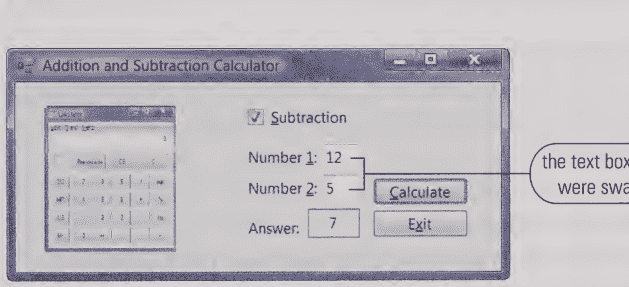 Addition and Subtraction Calculator
Subtraction
Number 1: 12
Number 2: 5
Calculate
Answer: 7
Exit
the text box
were swa